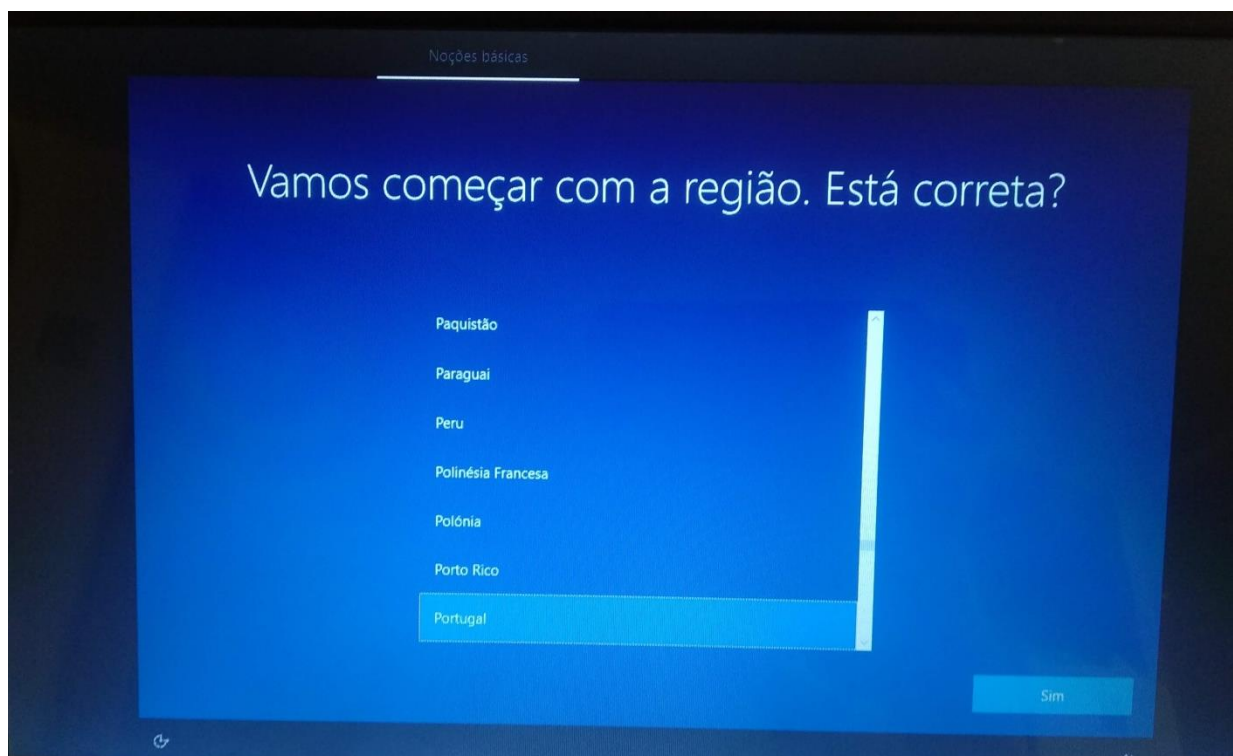 Noções básicas
Vamos começar com a região. Está correta?
Paquistão
Paraguai
Peru
Polinésia Francesa
Polónia
Porto Rico
Portugal
Sim